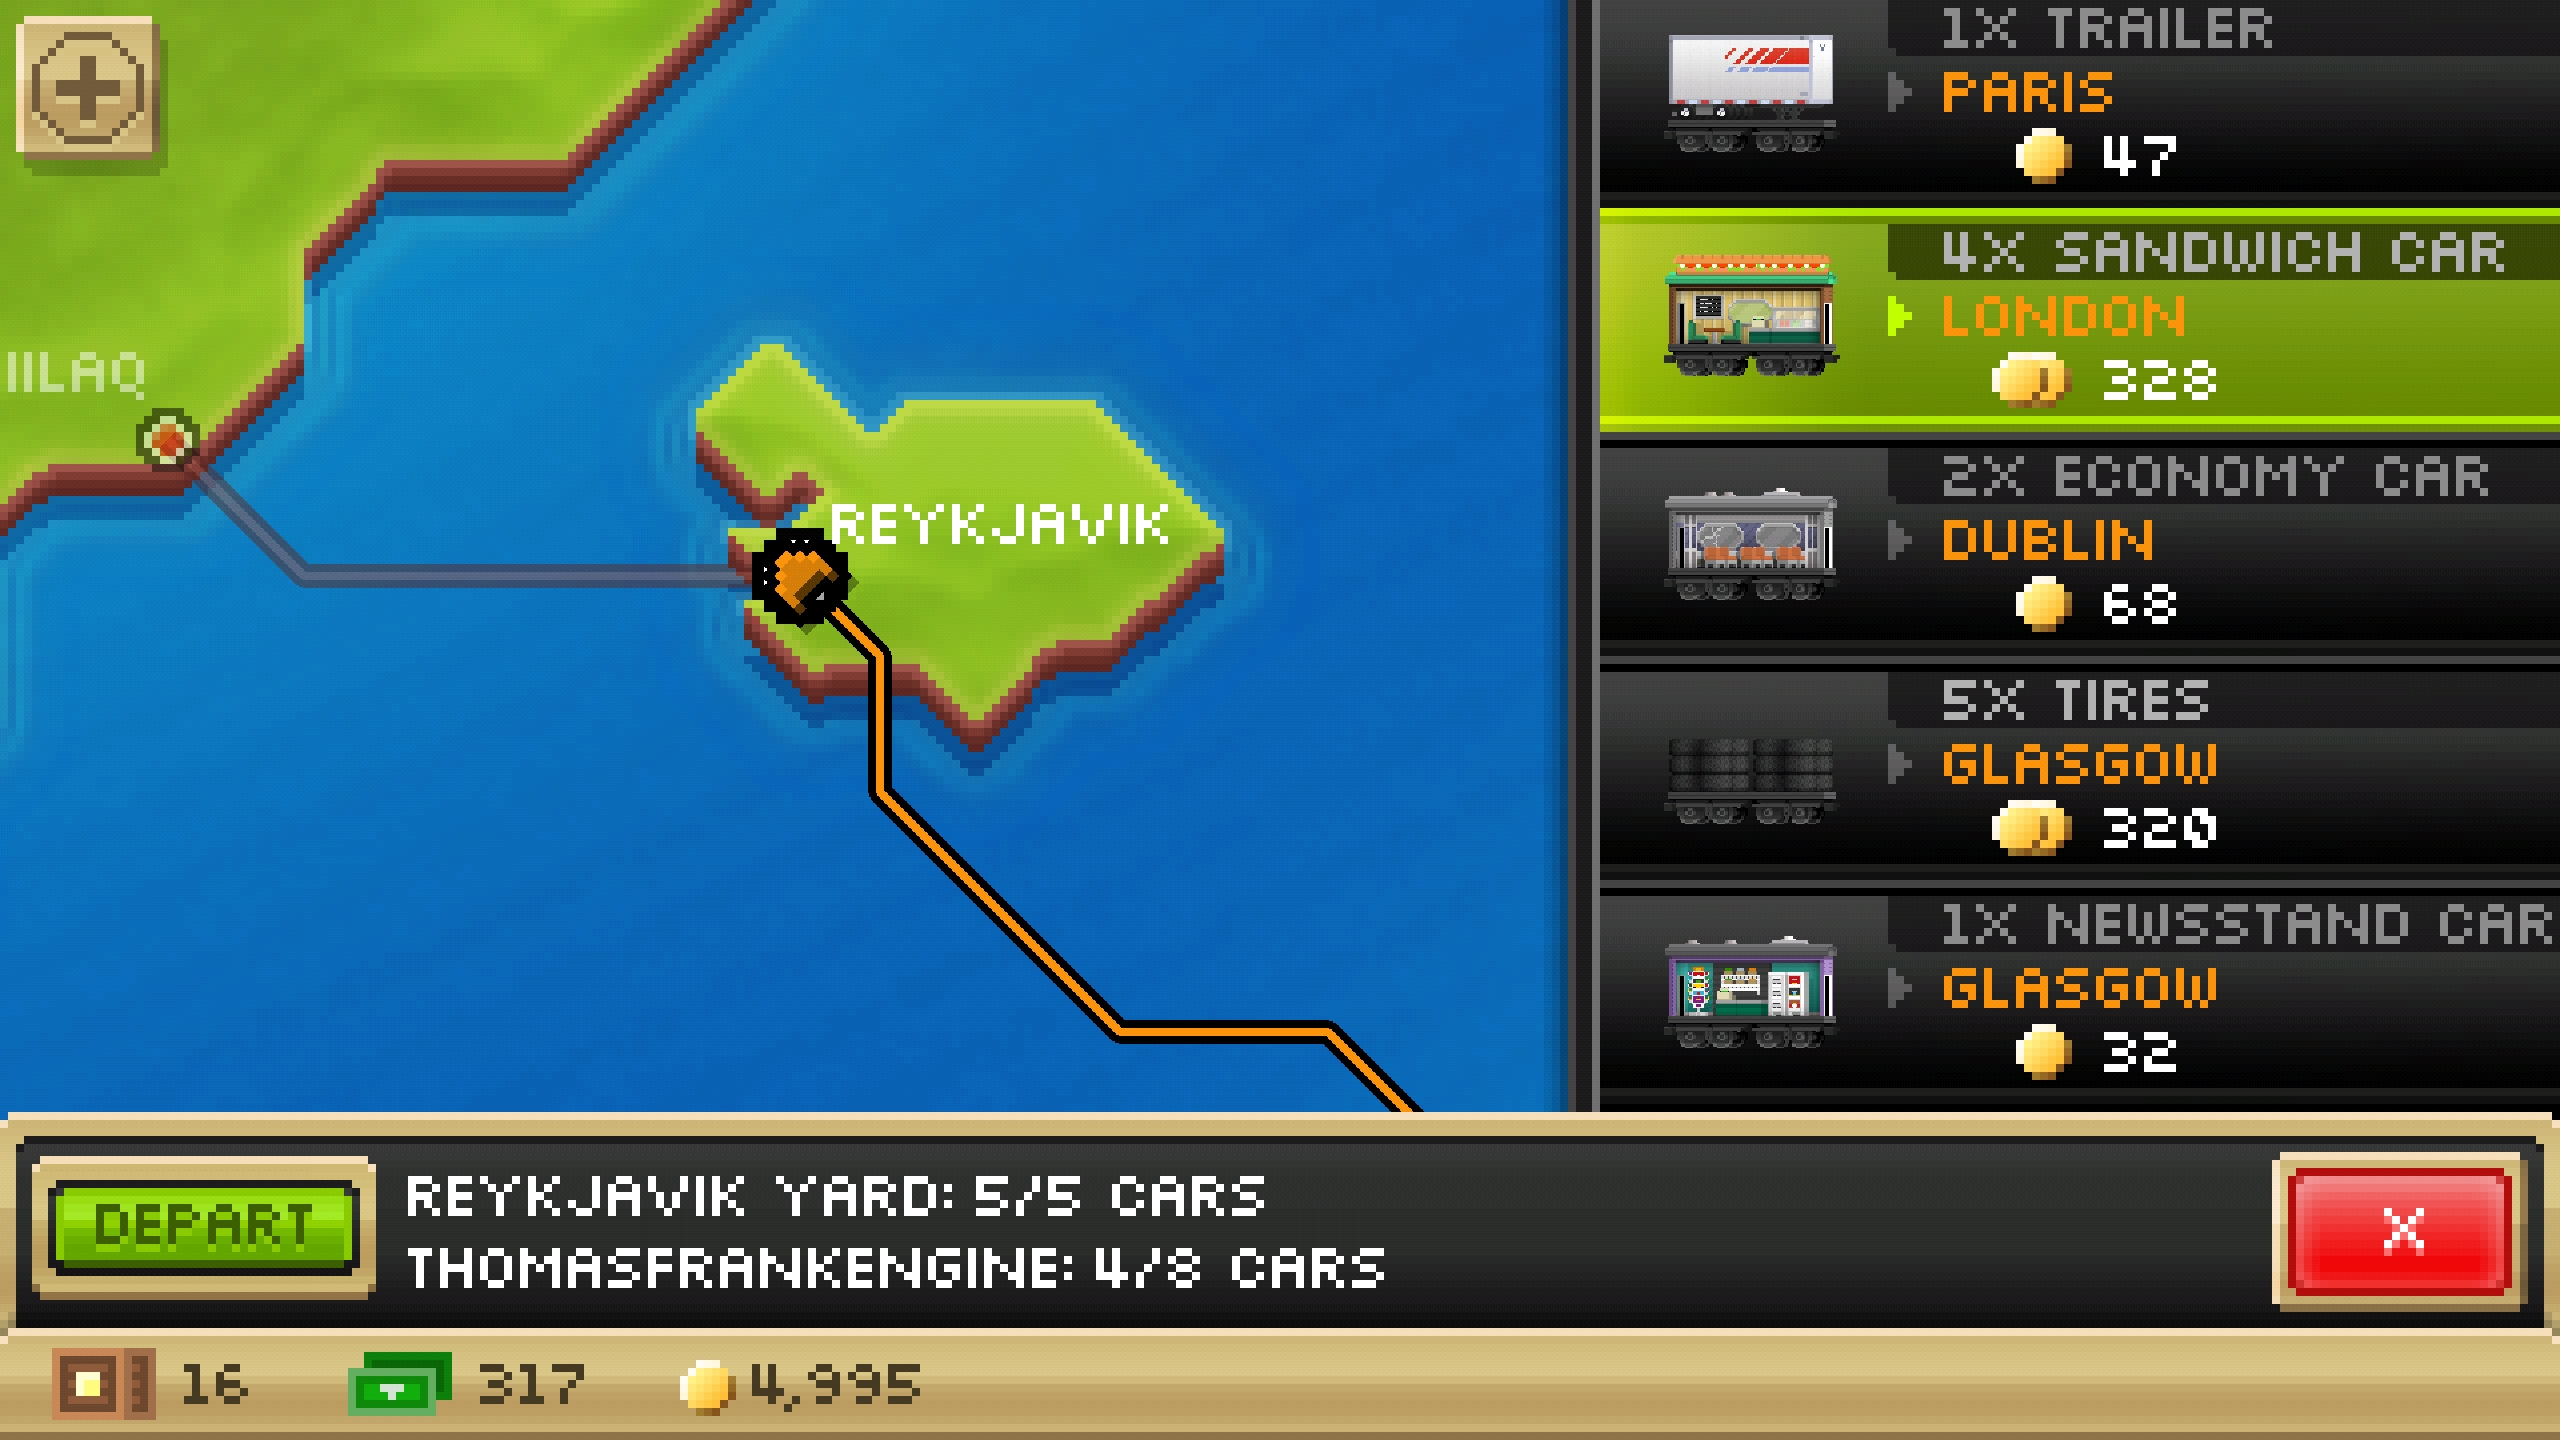 IILAQ
REYKJAVIK
1X TRAILER
PARIS
47
4X SANDWICH CAR
LONDON
328
2X ECONOMY CAR
DUBLIN
68
5X TIRES
GLASGOW
320
1X NEWSSTAND CAR
GLASGOW
32
DEPART
REYKJAVIK YARD: 5/5 CARS
THOMASFRANKENGINE: 4/8 CARS
X
16
317
4,995